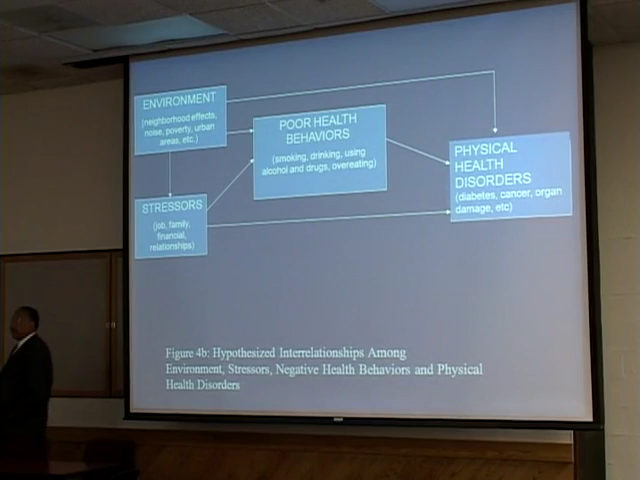 ENVIRONMENT
(neighborhood effects,
noise, poverty, urban
areas, etc.)
POOR HEALTH
BEHAVIORS
(smoking, drinking, using
alcohol and drugs, overeating)
PHYSICAL
HEALTH
DISORDERS
(diabetes, cancer, organ
damage, etc)
STRESSORS
(job, family,
financial,
relationships)
Figure 4b: Hypothesized Interrelationships Among
Environment, Stressors, Negative Health Behaviors and Physical
Health Disorders